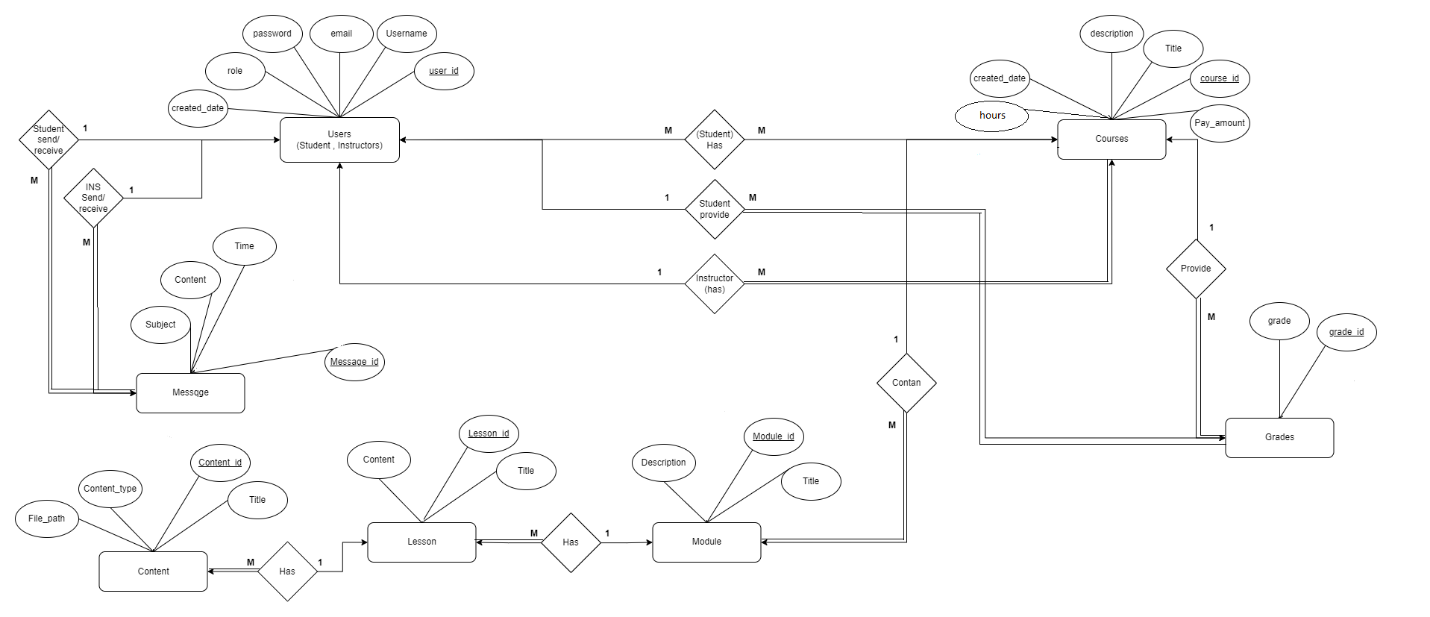 password
email
Username
role
user_id
created_date
description
Title
created_date
course_id
hours
Pay_amount
Student
send/
receive
1
M
Users
(Student , Instructors)
M
(Student)
Has
M
Courses
INS
Send/
receive
1
M
1
Student
provide
M
1
Instructor
(has)
M
1
Provide
M
Time
Content
Subject
Message_id
Messqge
grade
grade_id
Grades
1
Contan
M
Content_id
Content_type
Title
File_path
Content
M
Has
1
Lesson_id
Content
Title
Lesson
M
Has
1
Module_id
Description
Title
Module